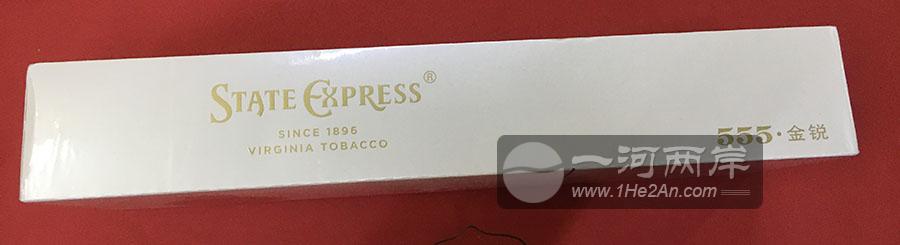 STATE EXPRESS®
SINCE 1896
VIRGINIA TOBACCO
555·金锐
一河两岸
www.1He2An.com